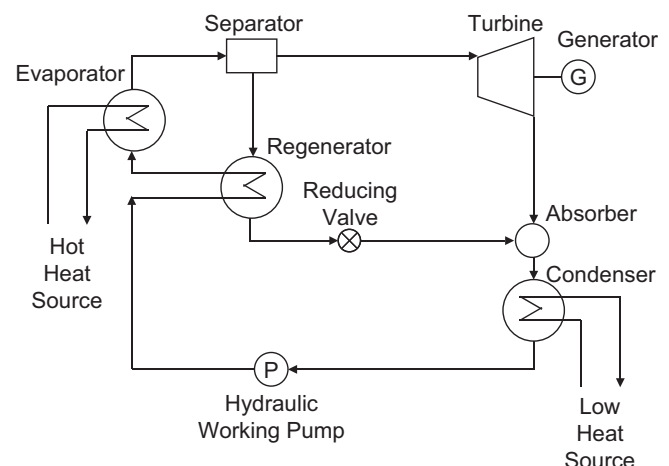 Separator
Turbine
Generator
G
Evaporator
Regenerator
Reducing
Valve
Absorber
Hot
Heat
Source
Condenser
P
Hydraulic
Working Pump
Low
Heat
Source